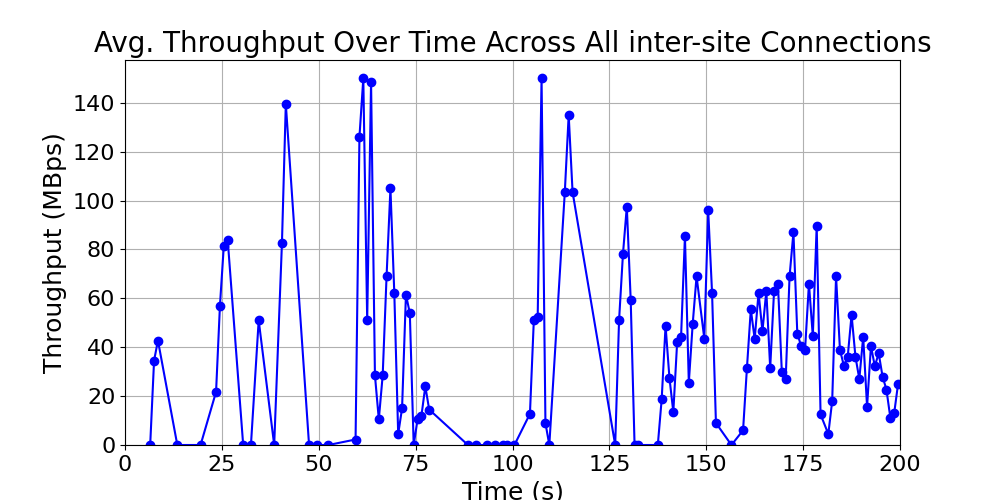 Avg. Throughput Over Time Across All inter-site Connections
Throughput (MBps)
140
120
100
80
60
40
20
0
0 25 50 75 100 125 150 175 200
Time (s)